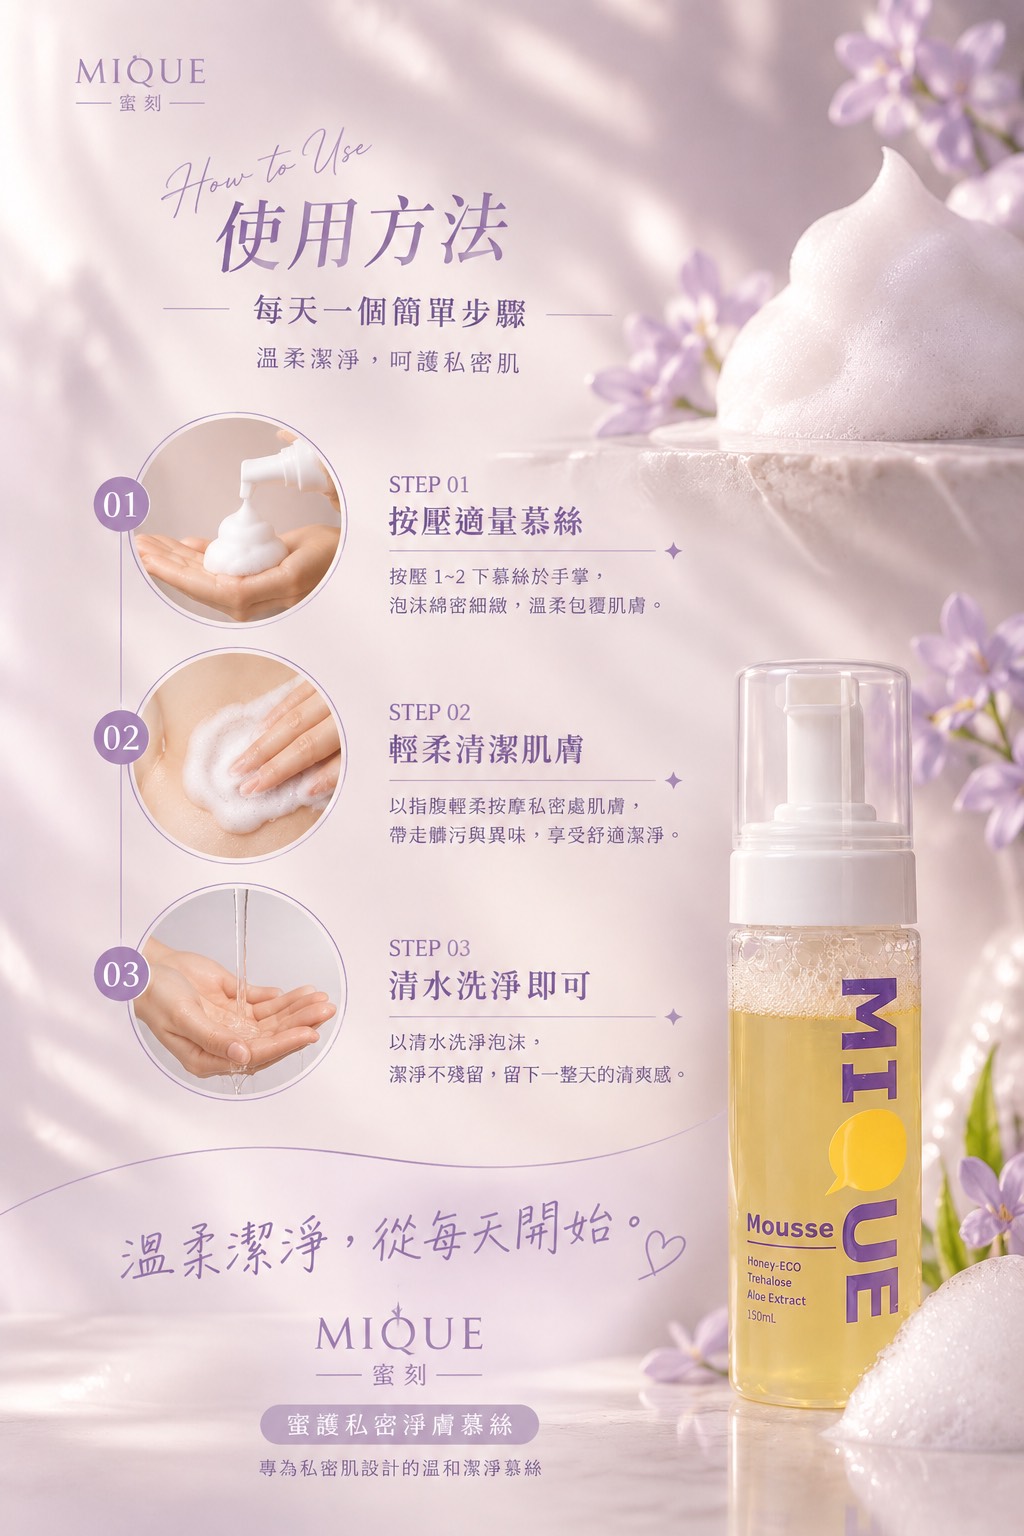 MIQUE
蜜刻
How to Use
使用方法
每天一個簡單步驟
溫柔潔淨，呵護私密肌
01
STEP 01
按壓適量慕絲
按壓 1~2 下慕絲於手掌，
泡沫綿密細緻，溫柔包覆肌膚。
02
STEP 02
輕柔清潔肌膚
以指腹輕柔按摩私密處肌膚，
帶走髒污與異味，享受舒適潔淨。
03
STEP 03
清水洗淨即可
以清水洗淨泡沫，
潔淨不殘留，留下一整天的清爽感。
MIQUE
Mousse
Honey-ECO
Trehalose
Aloe Extract
150mL
溫柔潔淨，從每天開始。
MIQUE
蜜刻
蜜護私密淨膚慕絲
專為私密肌設計的溫和潔淨慕絲